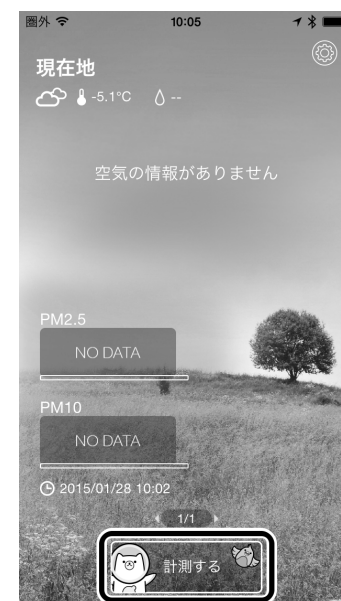 圏外 10:05
現在地
-5.1°C --
空気の情報がありません
PM2.5
NO DATA
PM10
NO DATA
2015/01/28 10:02
1/1
計測する